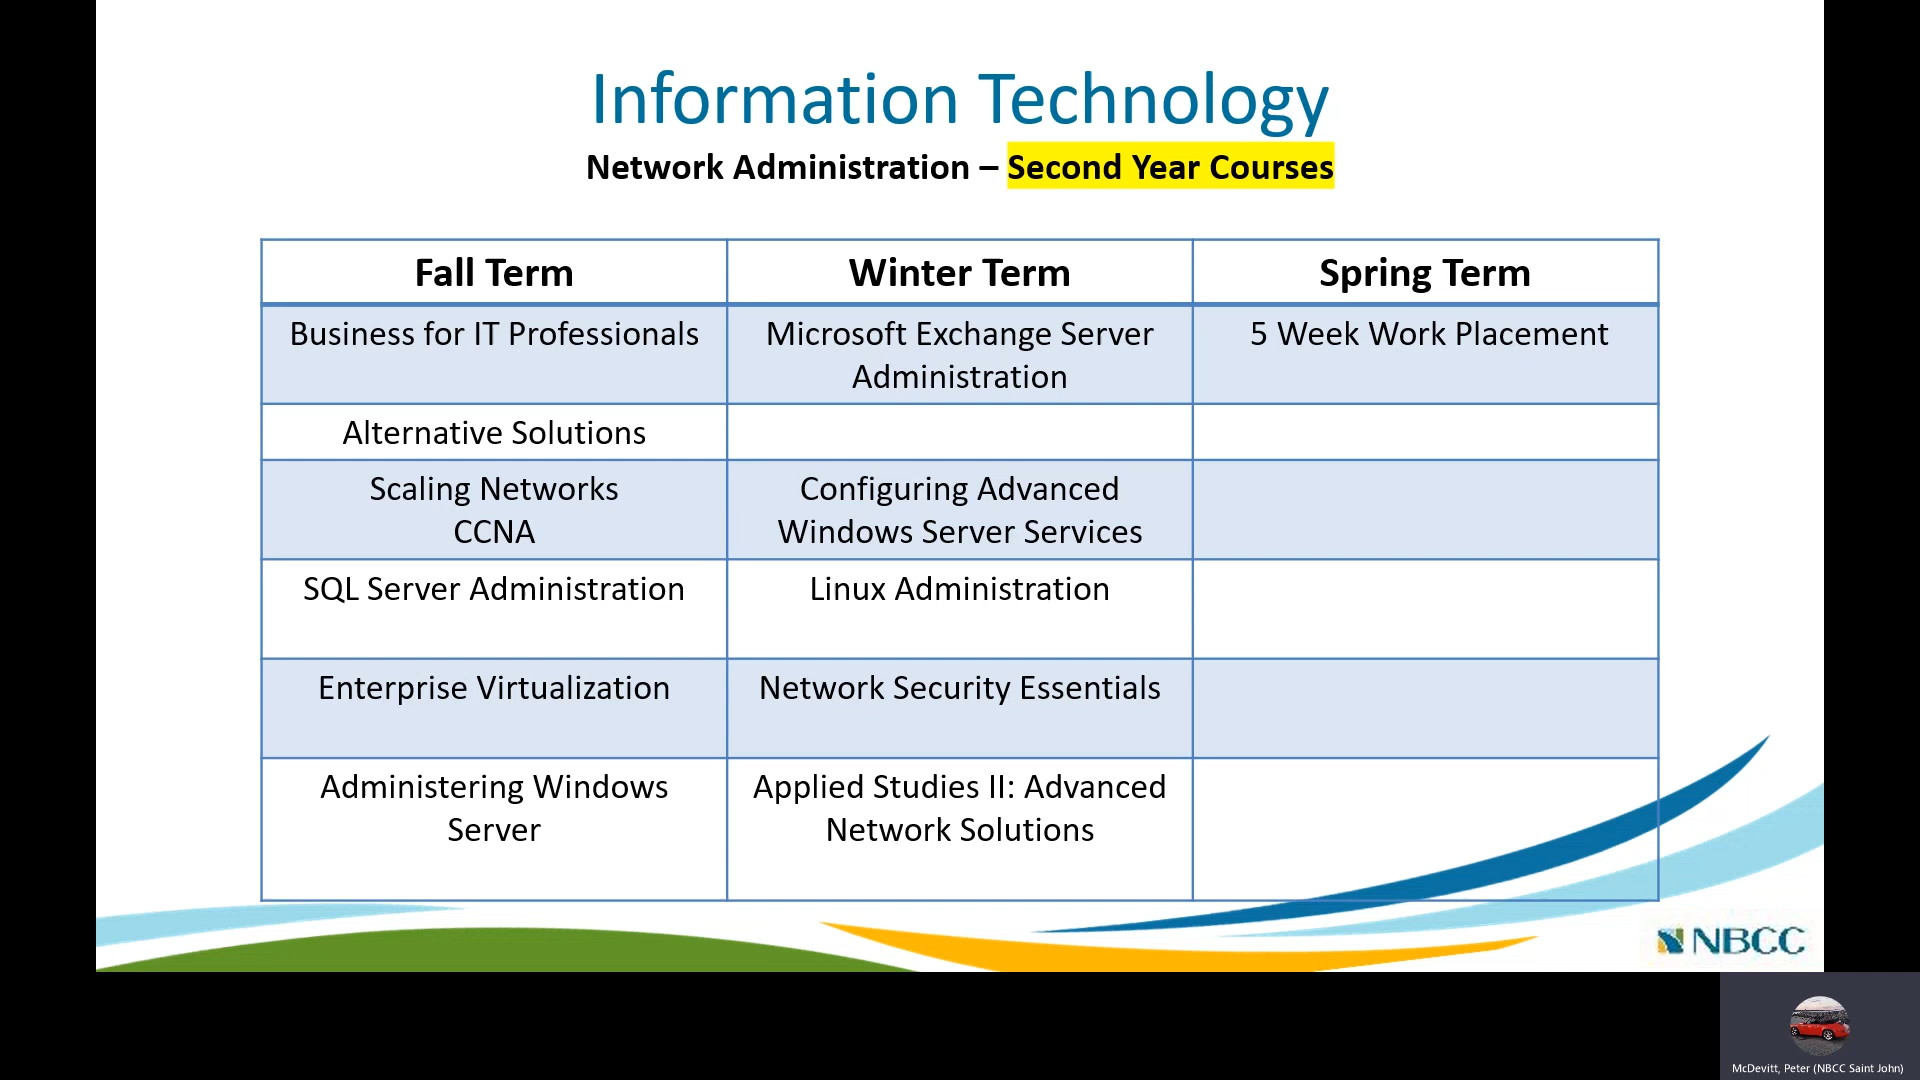 Information Technology
Network Administration – Second Year Courses
Fall Term
Winter Term
Spring Term
Business for IT Professionals
Microsoft Exchange Server
Administration
5 Week Work Placement
Alternative Solutions
Scaling Networks
CCNA
Configuring Advanced
Windows Server Services
SQL Server Administration
Linux Administration
Enterprise Virtualization
Network Security Essentials
Administering Windows
Server
Applied Studies II: Advanced
Network Solutions
NBCC
McDevitt, Peter (NBCC Saint John)